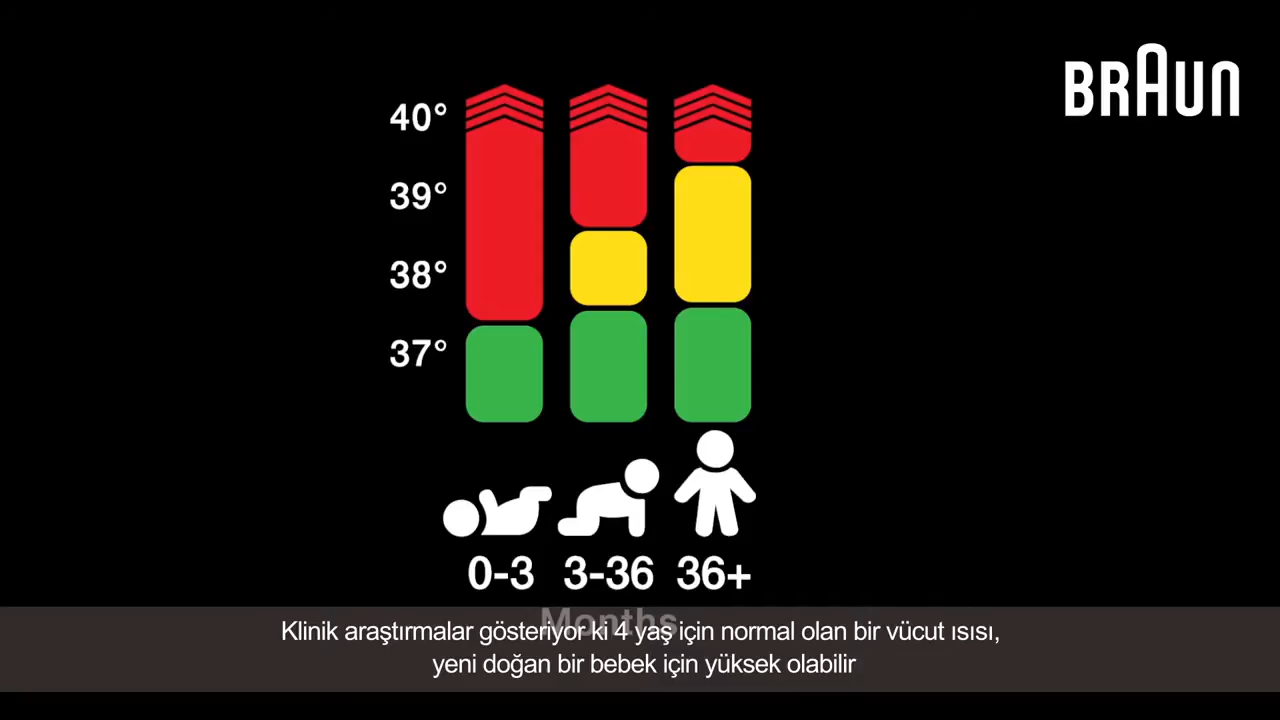 BRAUN
40°
39°
38°
37°
0-3 3-36 36+
Months
Klinik araştırmalar gösteriyor ki 4 yaş için normal olan bir vücut ısısı,
yeni doğan bir bebek için yüksek olabilir